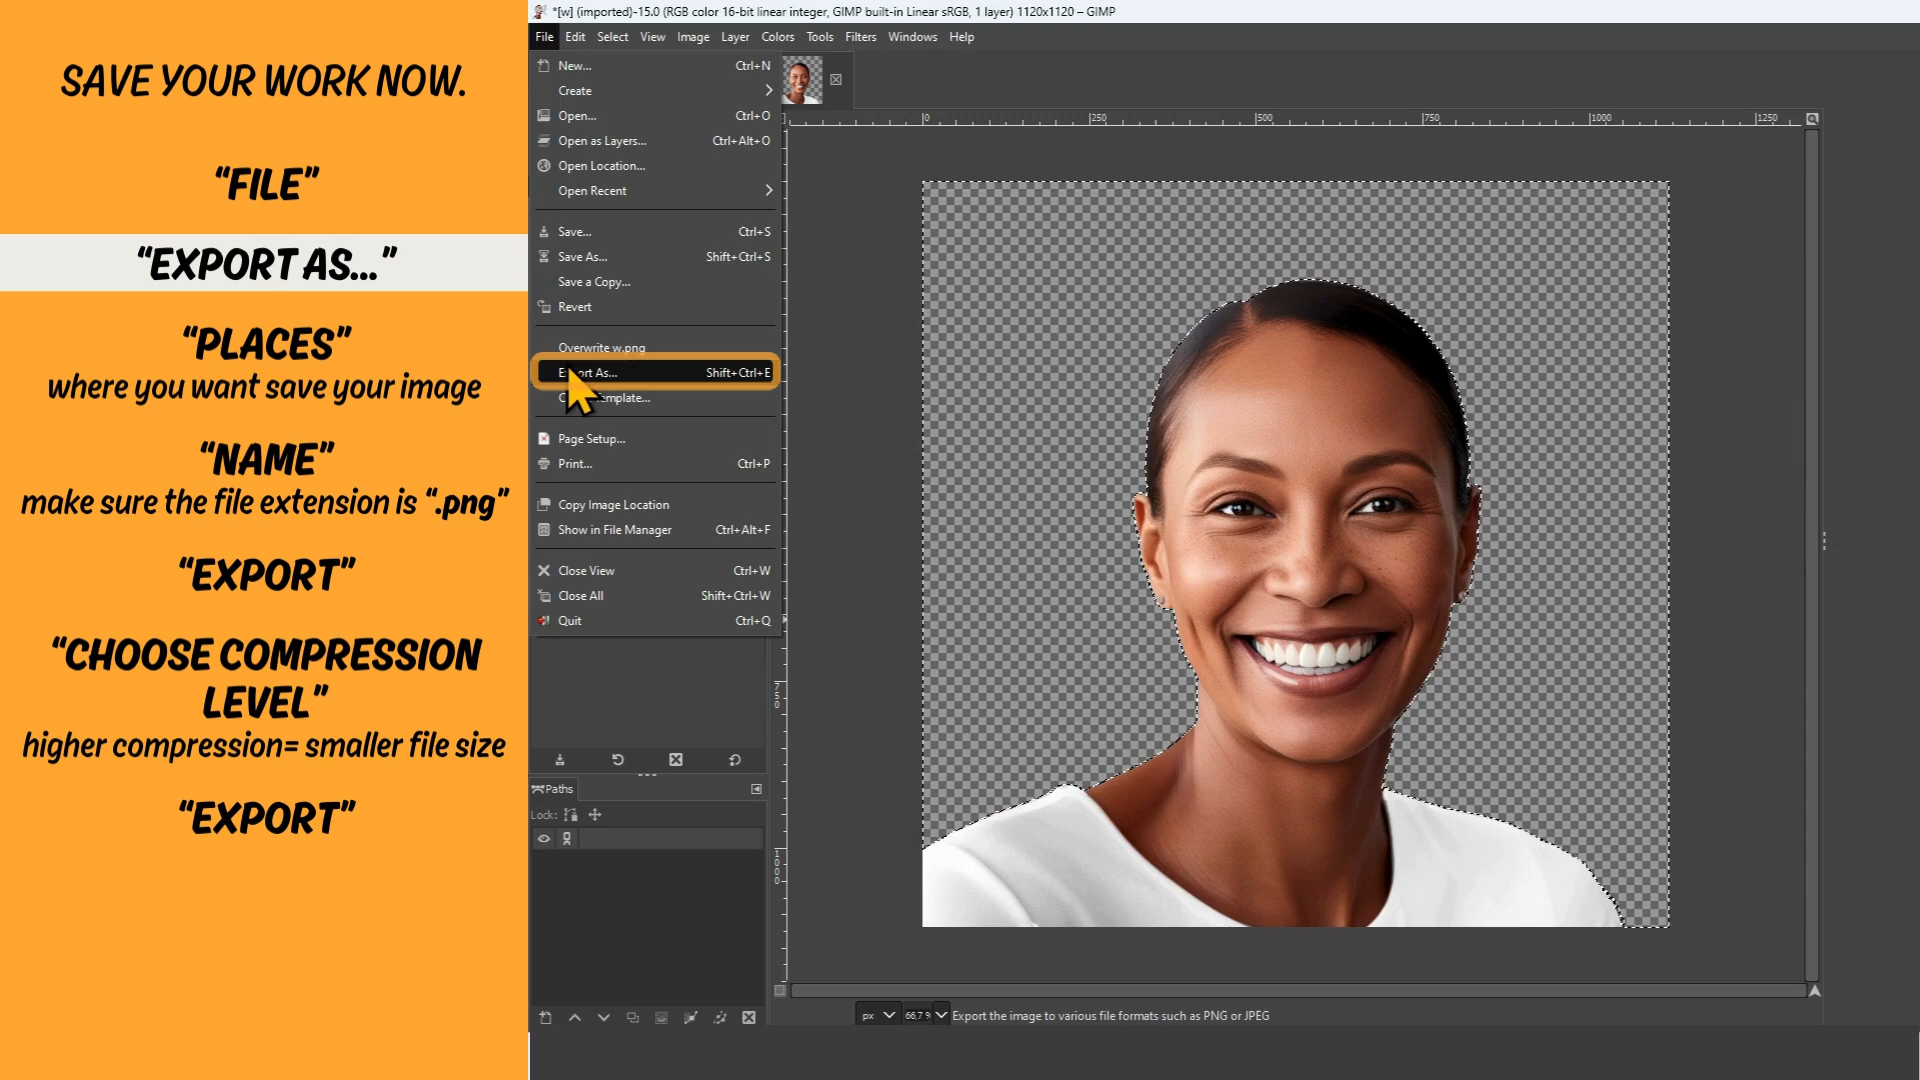 SAVE YOUR WORK NOW.
“FILE”
“EXPORT AS...”
“PLACES”
where you want save your image
“NAME”
make sure the file extension is “.png”
“EXPORT”
“CHOOSE COMPRESSION
LEVEL”
higher compression= smaller file size
“EXPORT”
*[w] (imported)-15.0 (RGB color 16-bit linear integer, GIMP built-in Linear sRGB, 1 layer) 1120x1120 – GIMP
File Edit Select View Image Layer Colors Tools Filters Windows Help
New... Ctrl+N
Create
Open... Ctrl+O
Open as Layers... Ctrl+Alt+O
Open Location...
Open Recent
Save... Ctrl+S
Save As... Shift+Ctrl+S
Save a Copy...
Revert
Overwrite w.png
As... Shift+Ctrl+E
Page Setup...
Print... Ctrl+P
Copy Image Location
Show in File Manager Ctrl+Alt+F
Close View Ctrl+W
Close All Shift+Ctrl+W
Quit Ctrl+Q
0 250 500 750 1000 1250
750
1000
Paths
Lock:
px 66.7 % Export the image to various file formats such as PNG or JPEG